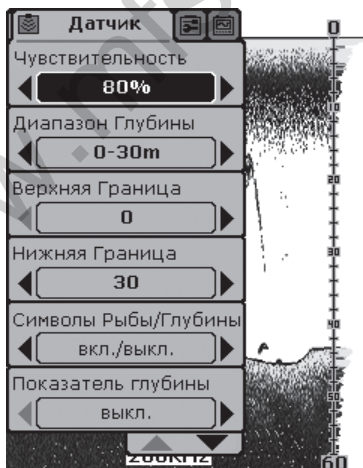 Датчик
Чувствительность
80%
Диапазон Глубины
0-30m
Верхняя Граница
0
Нижняя Граница
30
Символы Рыбы/Глубины
вкл./выкл.
Показатель глубины
выкл.
200KHz
0
10
20
30
40
50
60